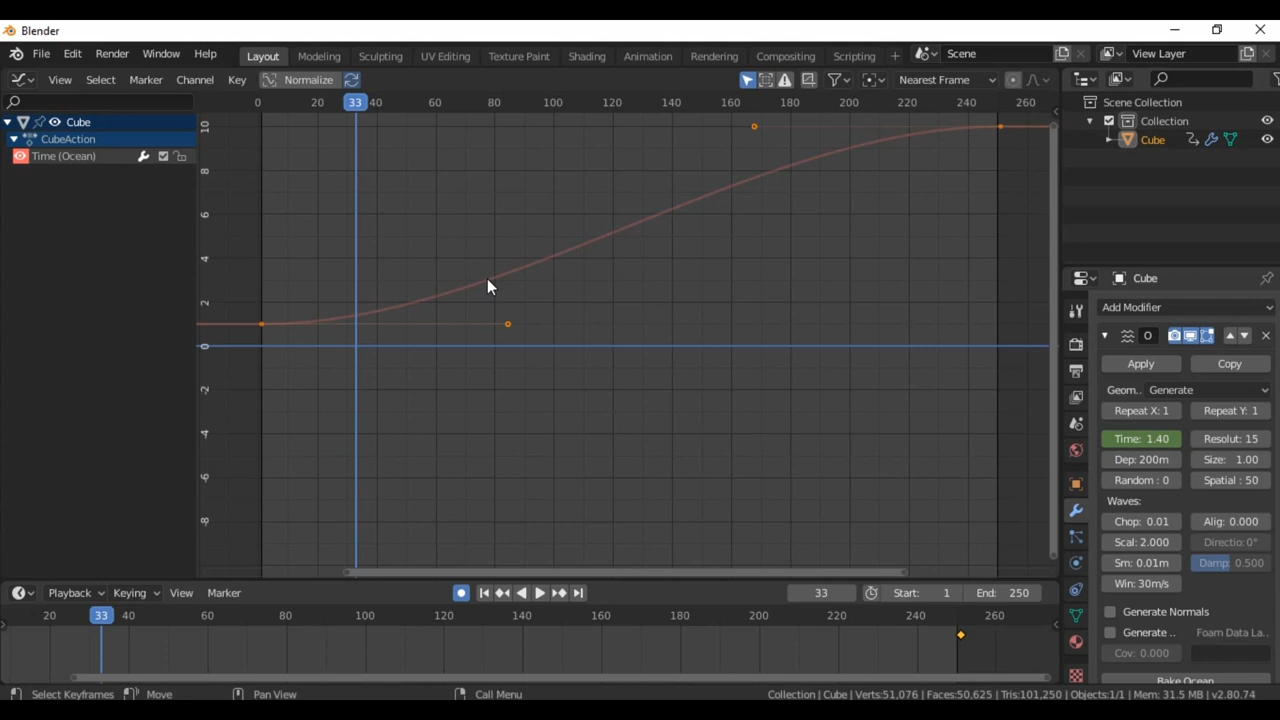 Blender
File Edit Render Window Help Layout Modeling Sculpting UV Editing Texture Paint Shading Animation Rendering Compositing Scripting + Scene View Layer
View Select Marker Channel Key Normalize Nearest Frame
0 20 33 40 60 80 100 120 140 160 180 200 220 240 260
Cube
CubeAction
Time (Ocean)
10
8
6
4
2
0
-2
-4
-6
-8
Scene Collection
Collection
Cube
Cube
Add Modifier
O
Apply Copy
Geom.. Generate
Repeat X: 1 Repeat Y: 1
Time: 1.40 Resolut: 15
Dep: 200m Size: 1.00
Random : 0 Spatial : 50
Waves:
Chop: 0.01 Alig: 0.000
Scal: 2.000 Directio: 0°
Sm: 0.01m Damp: 0.500
Win: 30m/s
Generate Normals
Generate .. Foam Data La..
Cov: 0.000
Bake Ocean
Playback Keying View Marker 33 Start: 1 End: 250
20 33 40 60 80 100 120 140 160 180 200 220 240 260
Select Keyframes Move Pan View Call Menu Collection | Cube | Verts:51,076 | Faces:50,625 | Tris:101,250 | Objects:1/1 | Mem: 31.5 MB | v2.80.74